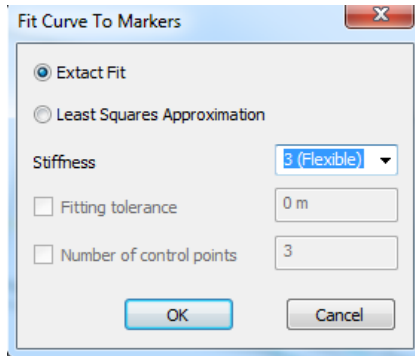 Fit Curve To Markers
Extact Fit
Least Squares Approximation
Stiffness 3 (Flexible)
Fitting tolerance 0 m
Number of control points 3
OK Cancel